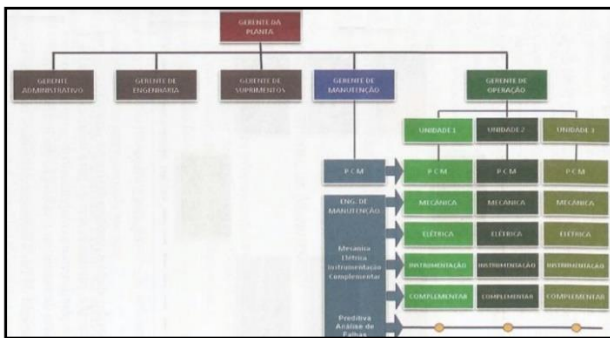 GERENTE DA
PLANTA
GERENTE
ADMINISTRATIVO
GERENTE DE
ENGENHARIA
GERENTE DE
SUPRIMENTOS
GERENTE DE
MANUTENÇÃO
GERENTE DE
OPERAÇÃO
UNIDADE 1
UNIDADE 2
UNIDADE 3
P C M
P C M
P C M
P C M
ENG. DE
MANUTENÇÃO
MECÂNICA
MECÂNICA
MECÂNICA
ELÉTRICA
ELÉTRICA
ELÉTRICA
Mecânica
Elétrica
Instrumentação
Complementar
INSTRUMENTAÇÃO
INSTRUMENTAÇÃO
INSTRUMENTAÇÃO
COMPLEMENTAR
COMPLEMENTAR
COMPLEMENTAR
Preditiva
Análise de
Falhas